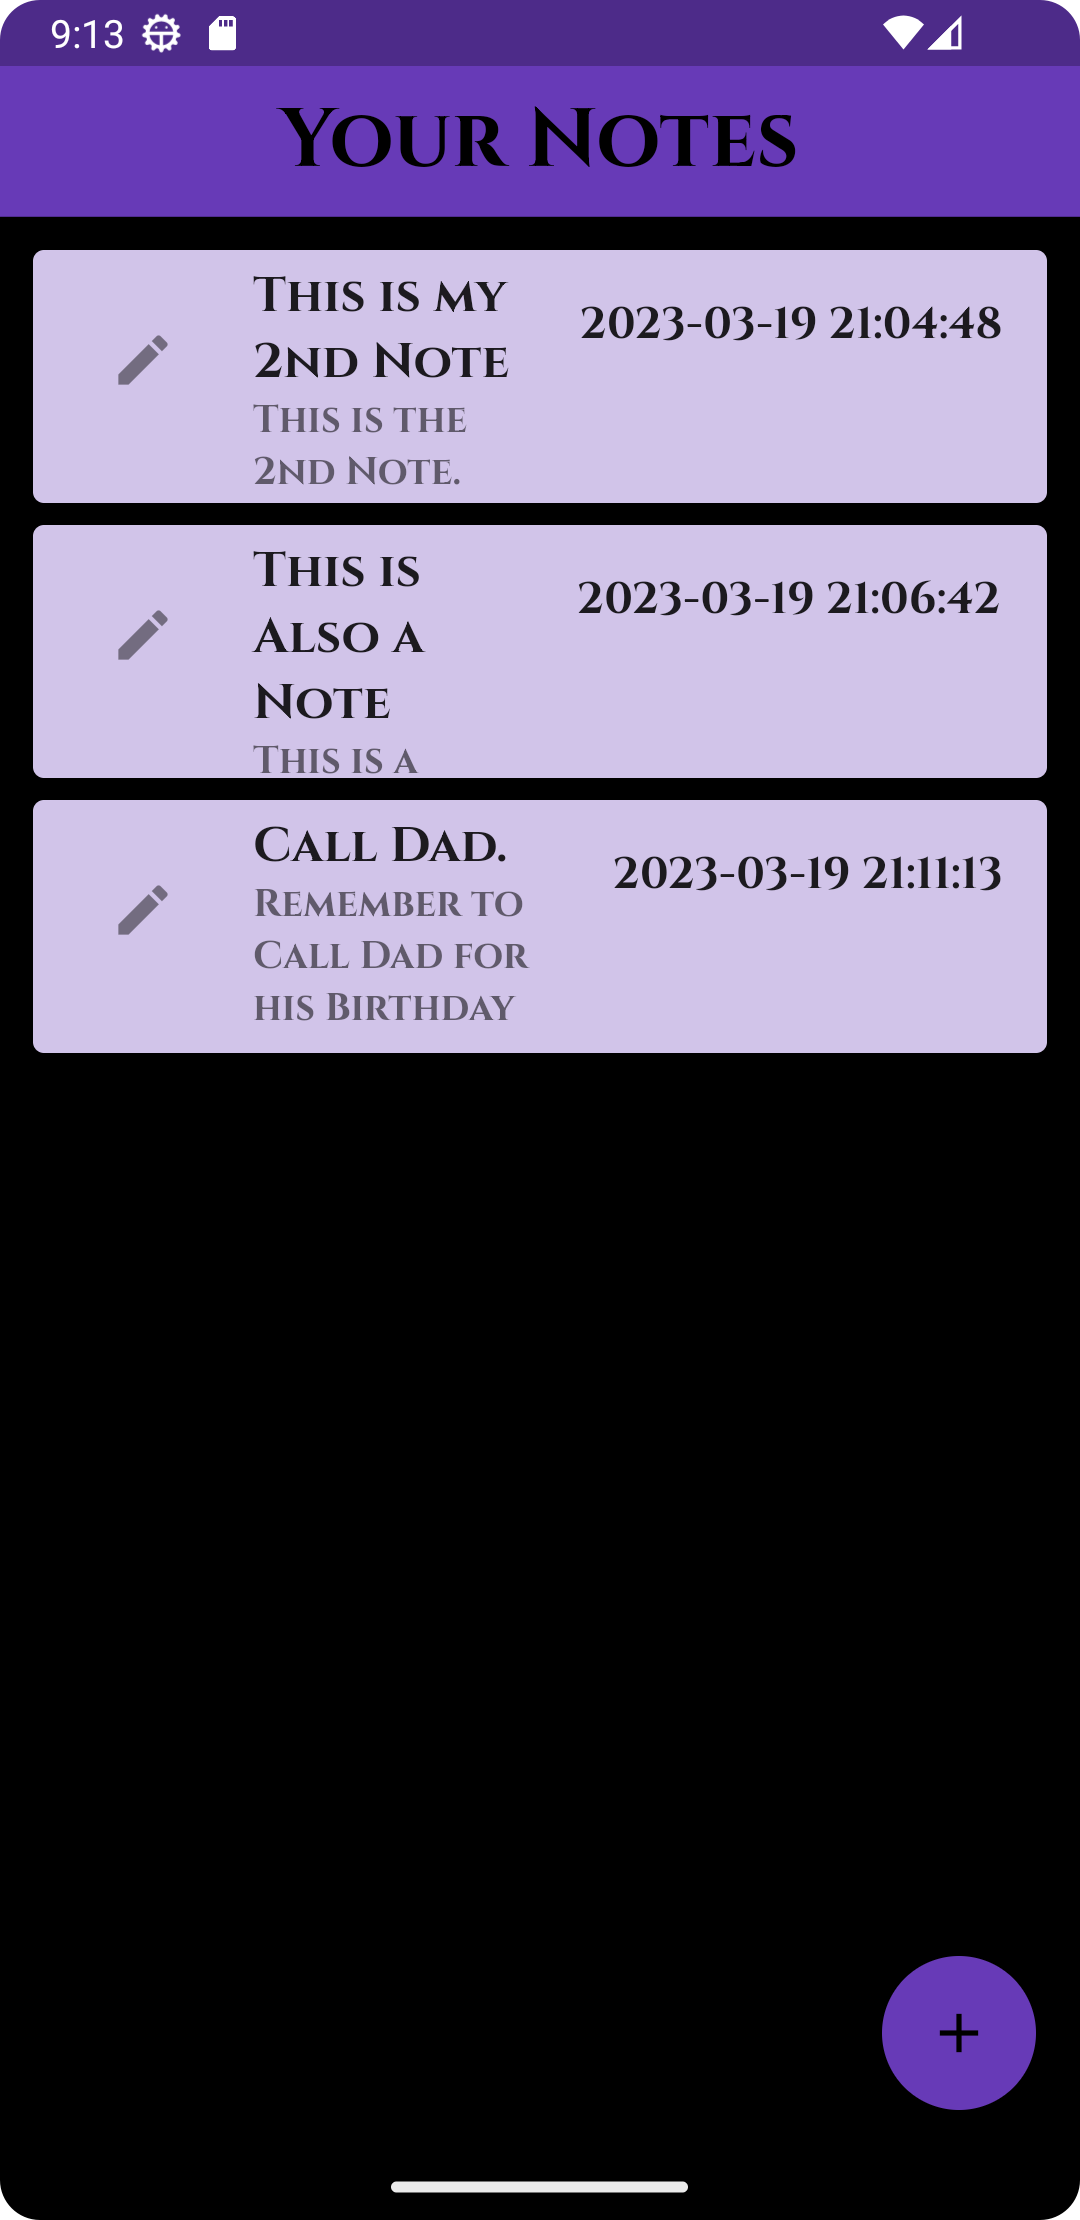 9:13
Your Notes
This is my
2nd Note
2023-03-19 21:04:48
This is the
2nd Note.
This is
Also a
Note
2023-03-19 21:06:42
This is a
Call Dad.
2023-03-19 21:11:13
Remember to
Call Dad for
his Birthday